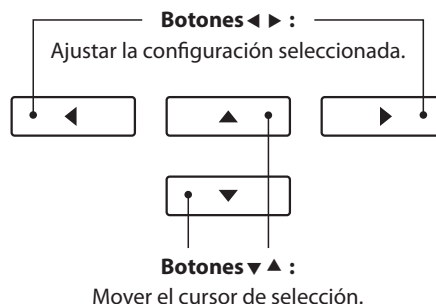 Botones ◀ ▶ :
Ajustar la configuración seleccionada.
◀ ▲ ▶
▼
Botones ▼ ▲ :
Mover el cursor de selección.